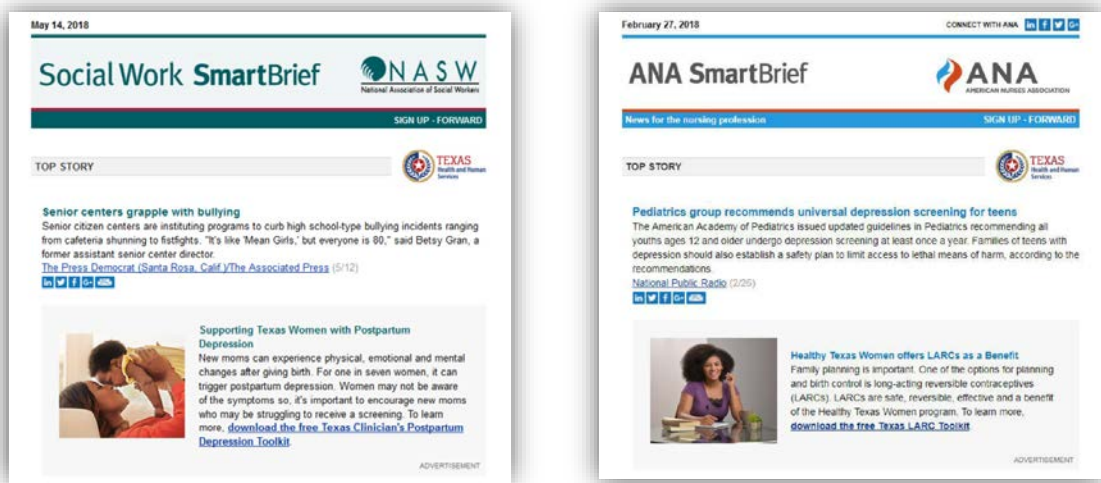 May 14, 2018
Social Work SmartBrief
NASW
National Association of Social Workers
SIGN UP - FORWARD
TOP STORY
TEXAS
Health and Human
Services
Senior centers grapple with bullying
Senior citizen centers are instituting programs to curb high school-type bullying incidents ranging
from cafeteria shunning to fistfights. "It's like 'Mean Girls,' but everyone is 80," said Betsy Gran, a
former assistant senior center director.
The Press Democrat (Santa Rosa, Calif.)/The Associated Press (5/12)
Supporting Texas Women with Postpartum
Depression
New moms can experience physical, emotional and mental
changes after giving birth. For one in seven women, it can
trigger postpartum depression. Women may not be aware
of the symptoms so, it's important to encourage new moms
who may be struggling to receive a screening. To learn
more, download the free Texas Clinician's Postpartum
Depression Toolkit.
ADVERTISEMENT
February 27, 2018
CONNECT WITH ANA
ANA SmartBrief
ANA
AMERICAN NURSES ASSOCIATION
News for the nursing profession
SIGN UP - FORWARD
TOP STORY
TEXAS
Health and Human
Services
Pediatrics group recommends universal depression screening for teens
The American Academy of Pediatrics issued updated guidelines in Pediatrics recommending all
youths ages 12 and older undergo depression screening at least once a year. Families of teens with
depression should also establish a safety plan to limit access to lethal means of harm, according to the
recommendations.
National Public Radio (2/26)
Healthy Texas Women offers LARCs as a Benefit
Family planning is important. One of the options for planning
and birth control is long-acting reversible contraceptives
(LARCs). LARCs are safe, reversible, effective and a benefit
of the Healthy Texas Women program. To learn more,
download the free Texas LARC Toolkit.
ADVERTISEMENT